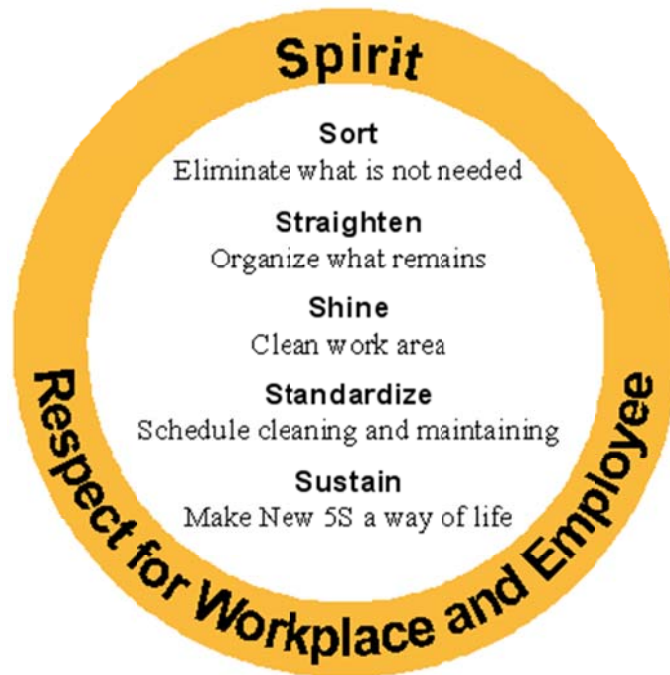 Spirit
Sort
Eliminate what is not needed
Straighten
Organize what remains
Shine
Clean work area
Standardize
Schedule cleaning and maintaining
Sustain
Make New 5S a way of life
Respect for Workplace and Employee